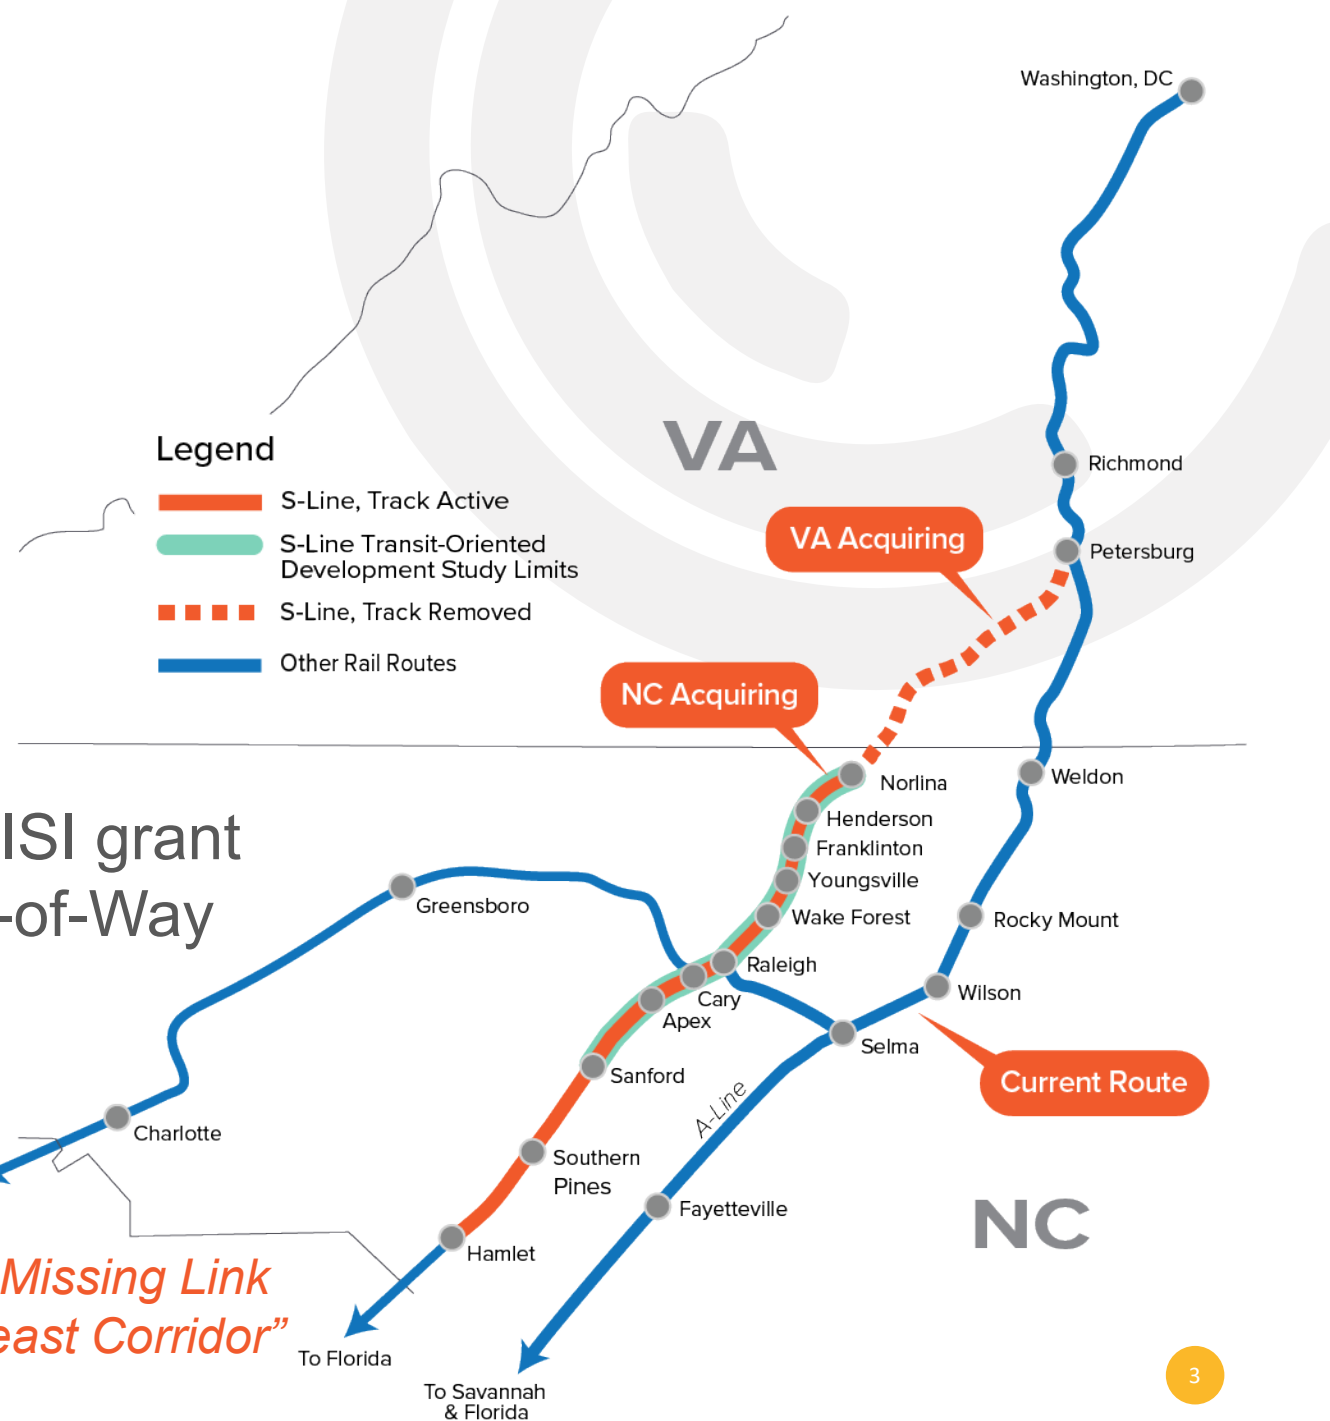 Washington, DC
VA
Richmond
Petersburg
VA Acquiring
Legend
S-Line, Track Active
S-Line Transit-Oriented
Development Study Limits
S-Line, Track Removed
Other Rail Routes
NC Acquiring
Norlina
Weldon
Henderson
Franklinton
Youngsville
Wake Forest
Rocky Mount
Raleigh
Wilson
Cary
Apex
Selma
Sanford
Current Route
A-Line
ISI grant
-of-Way
Greensboro
Charlotte
Southern
Pines
Fayetteville
NC
Hamlet
Missing Link
east Corridor”
To Florida
To Savannah
& Florida
3